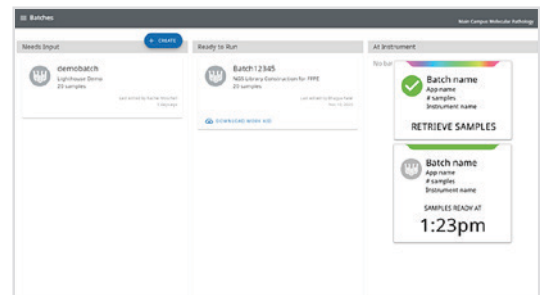 Batches
Main Campus Molecular Pathology
Needs Input
+ CREATE
demobatch
Lighthouse Demo
20 samples
Ready to Run
Batch12345
NGS Library Construction for FFPE
20 samples
DOWNLOAD WORK AID
At Instrument
No bat
Batch name
App name
# samples
Instrument name
RETRIEVE SAMPLES
Batch name
App name
# samples
Instrument name
SAMPLES READY AT
1:23pm